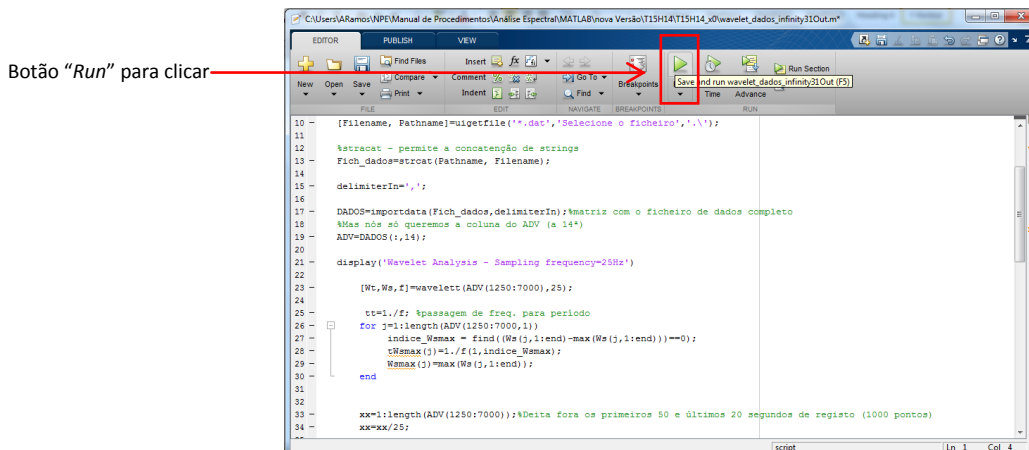 Botão “Run” para clicar
C:\Users\ARamos\NPE\Manual de Procedimentos\Análise Espectral\MATLAB\nova Versão\T15H14\T15H14_x0\wavelet_dados_infinity31Out.m*
EDITOR PUBLISH VIEW
New Open Save
Find Files
Compare
Print
FILE
Insert fx
Comment
Indent
EDIT
Go To
Find
NAVIGATE
Breakpoints
BREAKPOINTS
Run Section
Save and run wavelet_dados_infinity31Out (F5)
Time Advance
RUN
10 – [Filename, Pathname]=uigetfile('*.dat','Selecione o ficheiro','.\');
11
12 %stracat - permite a concatenção de strings
13 – Fich_dados=strcat(Pathname, Filename);
14
15 – delimiterIn=',';
16
17 – DADOS=importdata(Fich_dados,delimiterIn);%matriz com o ficheiro de dados completo
18 %Mas nós só queremos a coluna do ADV (a 14ª)
19 – ADV=DADOS(:,14);
20
21 – display('Wavelet Analysis - Sampling frequency=25Hz')
22
23 – [Wt,Ws,f]=wavelett(ADV(1250:7000),25);
24
25 – tt=1./f; %passagem de freq. para período
26 – for j=1:length(ADV(1250:7000,1))
27 – indice_Wsmax = find((Ws(j,1:end)-max(Ws(j,1:end)))==0);
28 – tWsmax(j)=1./f(1,indice_Wsmax);
29 – Wsmax(j)=max(Ws(j,1:end));
30 – end
31
32
33 – xx=1:length(ADV(1250:7000));%Deita fora os primeiros 50 e últimos 20 segundos de registo (1000 pontos)
34 – xx=xx/25;
script Ln 1 Col 4